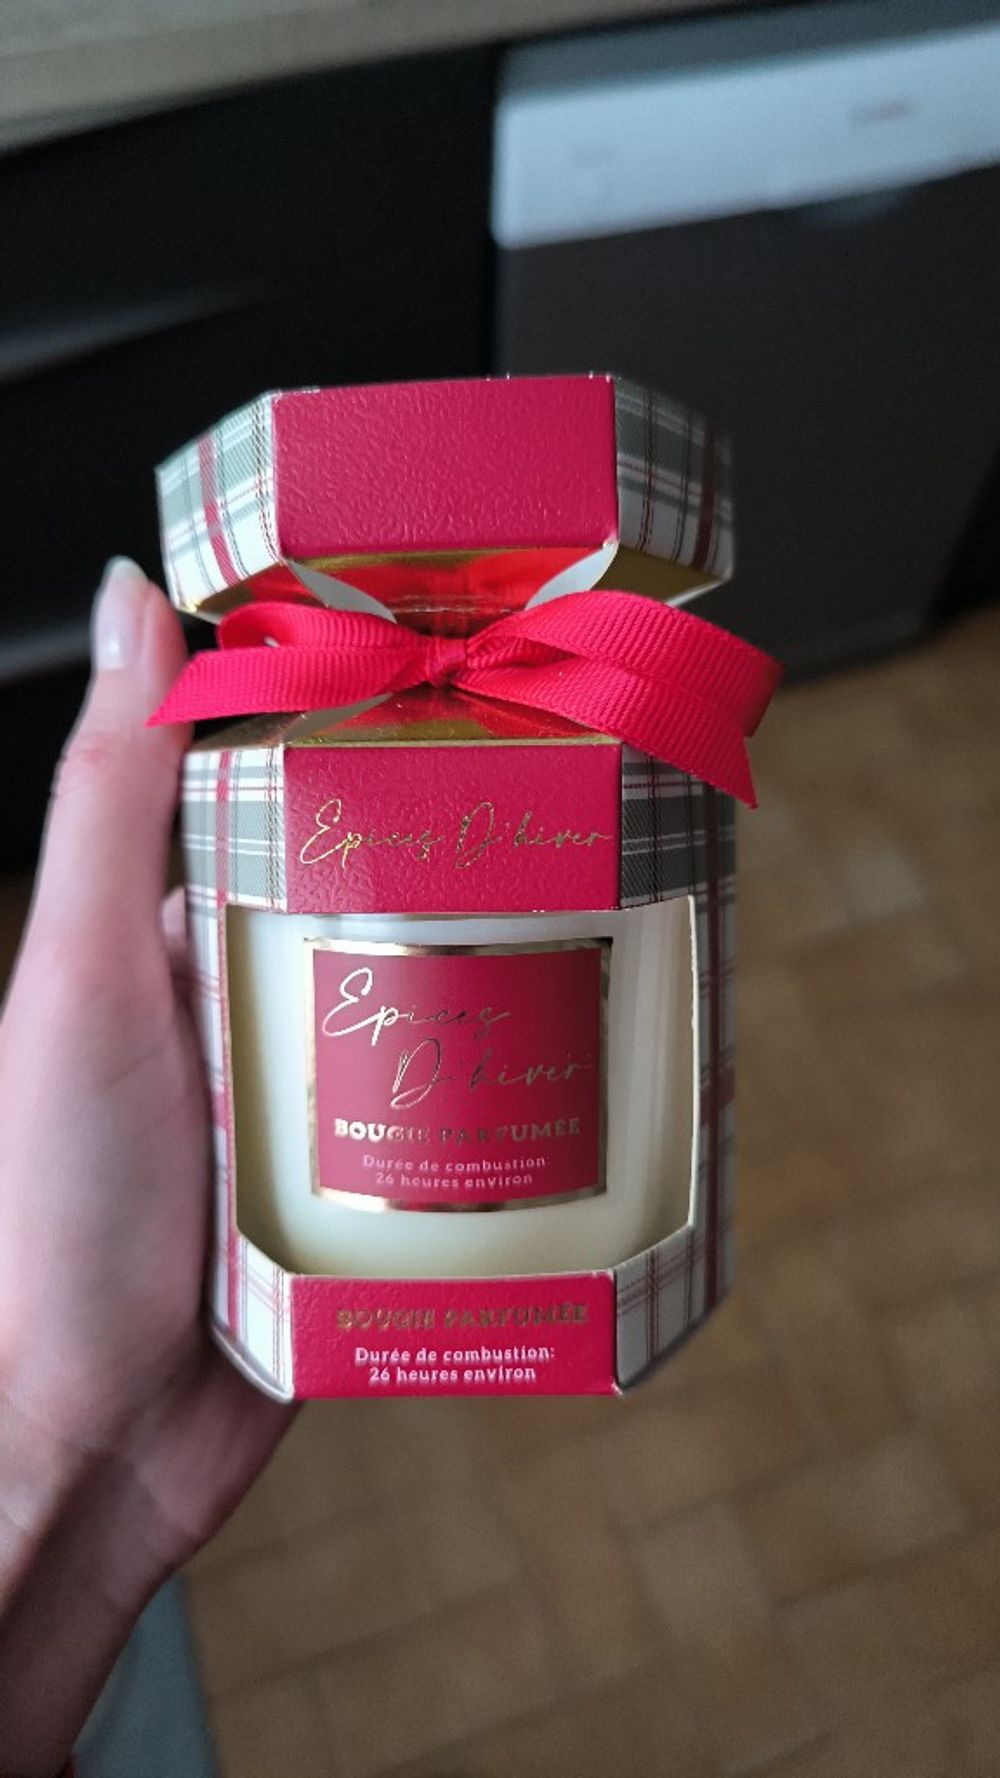 Epices D'hiver
Epices
D'hiver
BOUGIE PARFUMÉE
Durée de combustion:
26 heures environ
BOUGIE PARFUMÉE
Durée de combustion:
26 heures environ